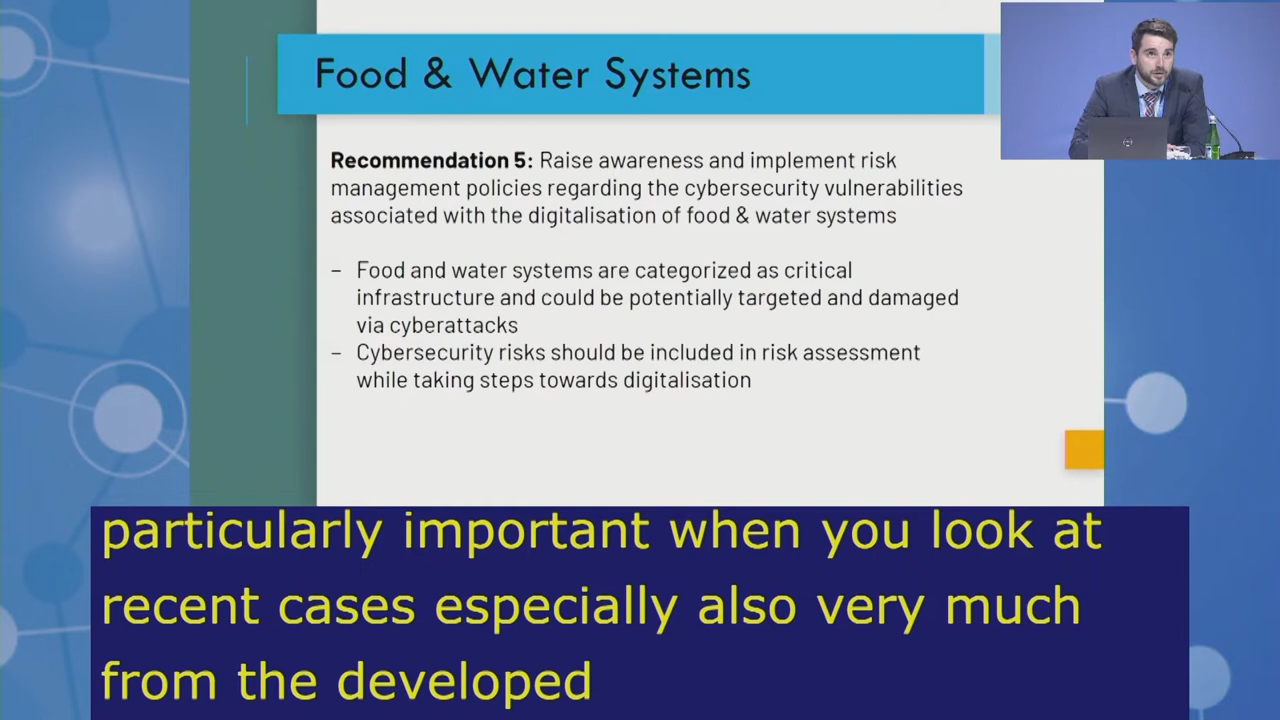 Food & Water Systems
Recommendation 5: Raise awareness and implement risk
management policies regarding the cybersecurity vulnerabilities
associated with the digitalisation of food & water systems
– Food and water systems are categorized as critical
infrastructure and could be potentially targeted and damaged
via cyberattacks
– Cybersecurity risks should be included in risk assessment
while taking steps towards digitalisation
particularly important when you look at
recent cases especially also very much
from the developed